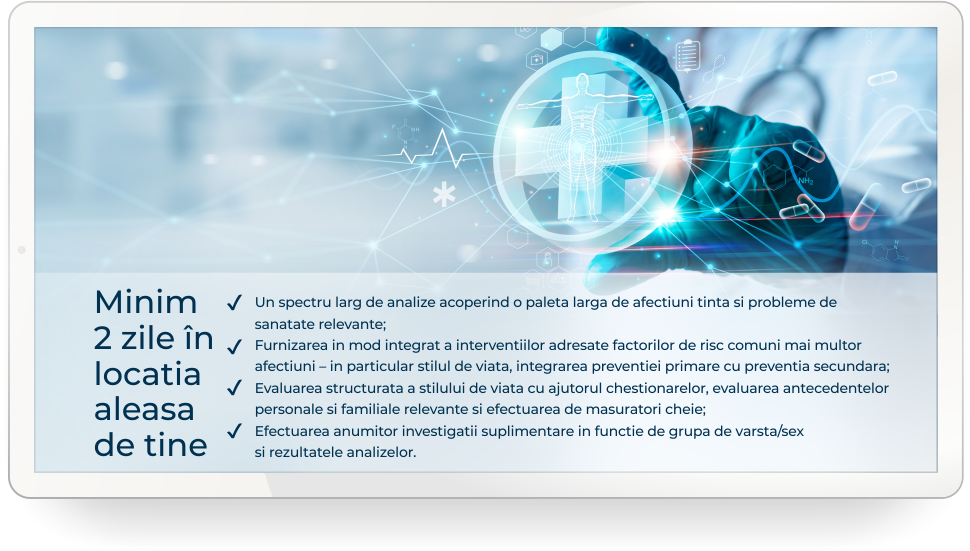 NH₂
Minim
2 zile în
locatia
aleasa
de tine
Un spectru larg de analize acoperind o paleta larga de afectiuni tinta si probleme de
sanatate relevante;
Furnizarea in mod integrat a interventiilor adresate factorilor de risc comuni mai multor
afectiuni – in particular stilul de viata, integrarea preventiei primare cu preventia secundara;
Evaluarea structurata a stilului de viata cu ajutorul chestionarelor, evaluarea antecedentelor
personale si familiale relevante si efectuarea de masuratori cheie;
Efectuarea anumitor investigatii suplimentare in functie de grupa de varsta/sex
si rezultatele analizelor.